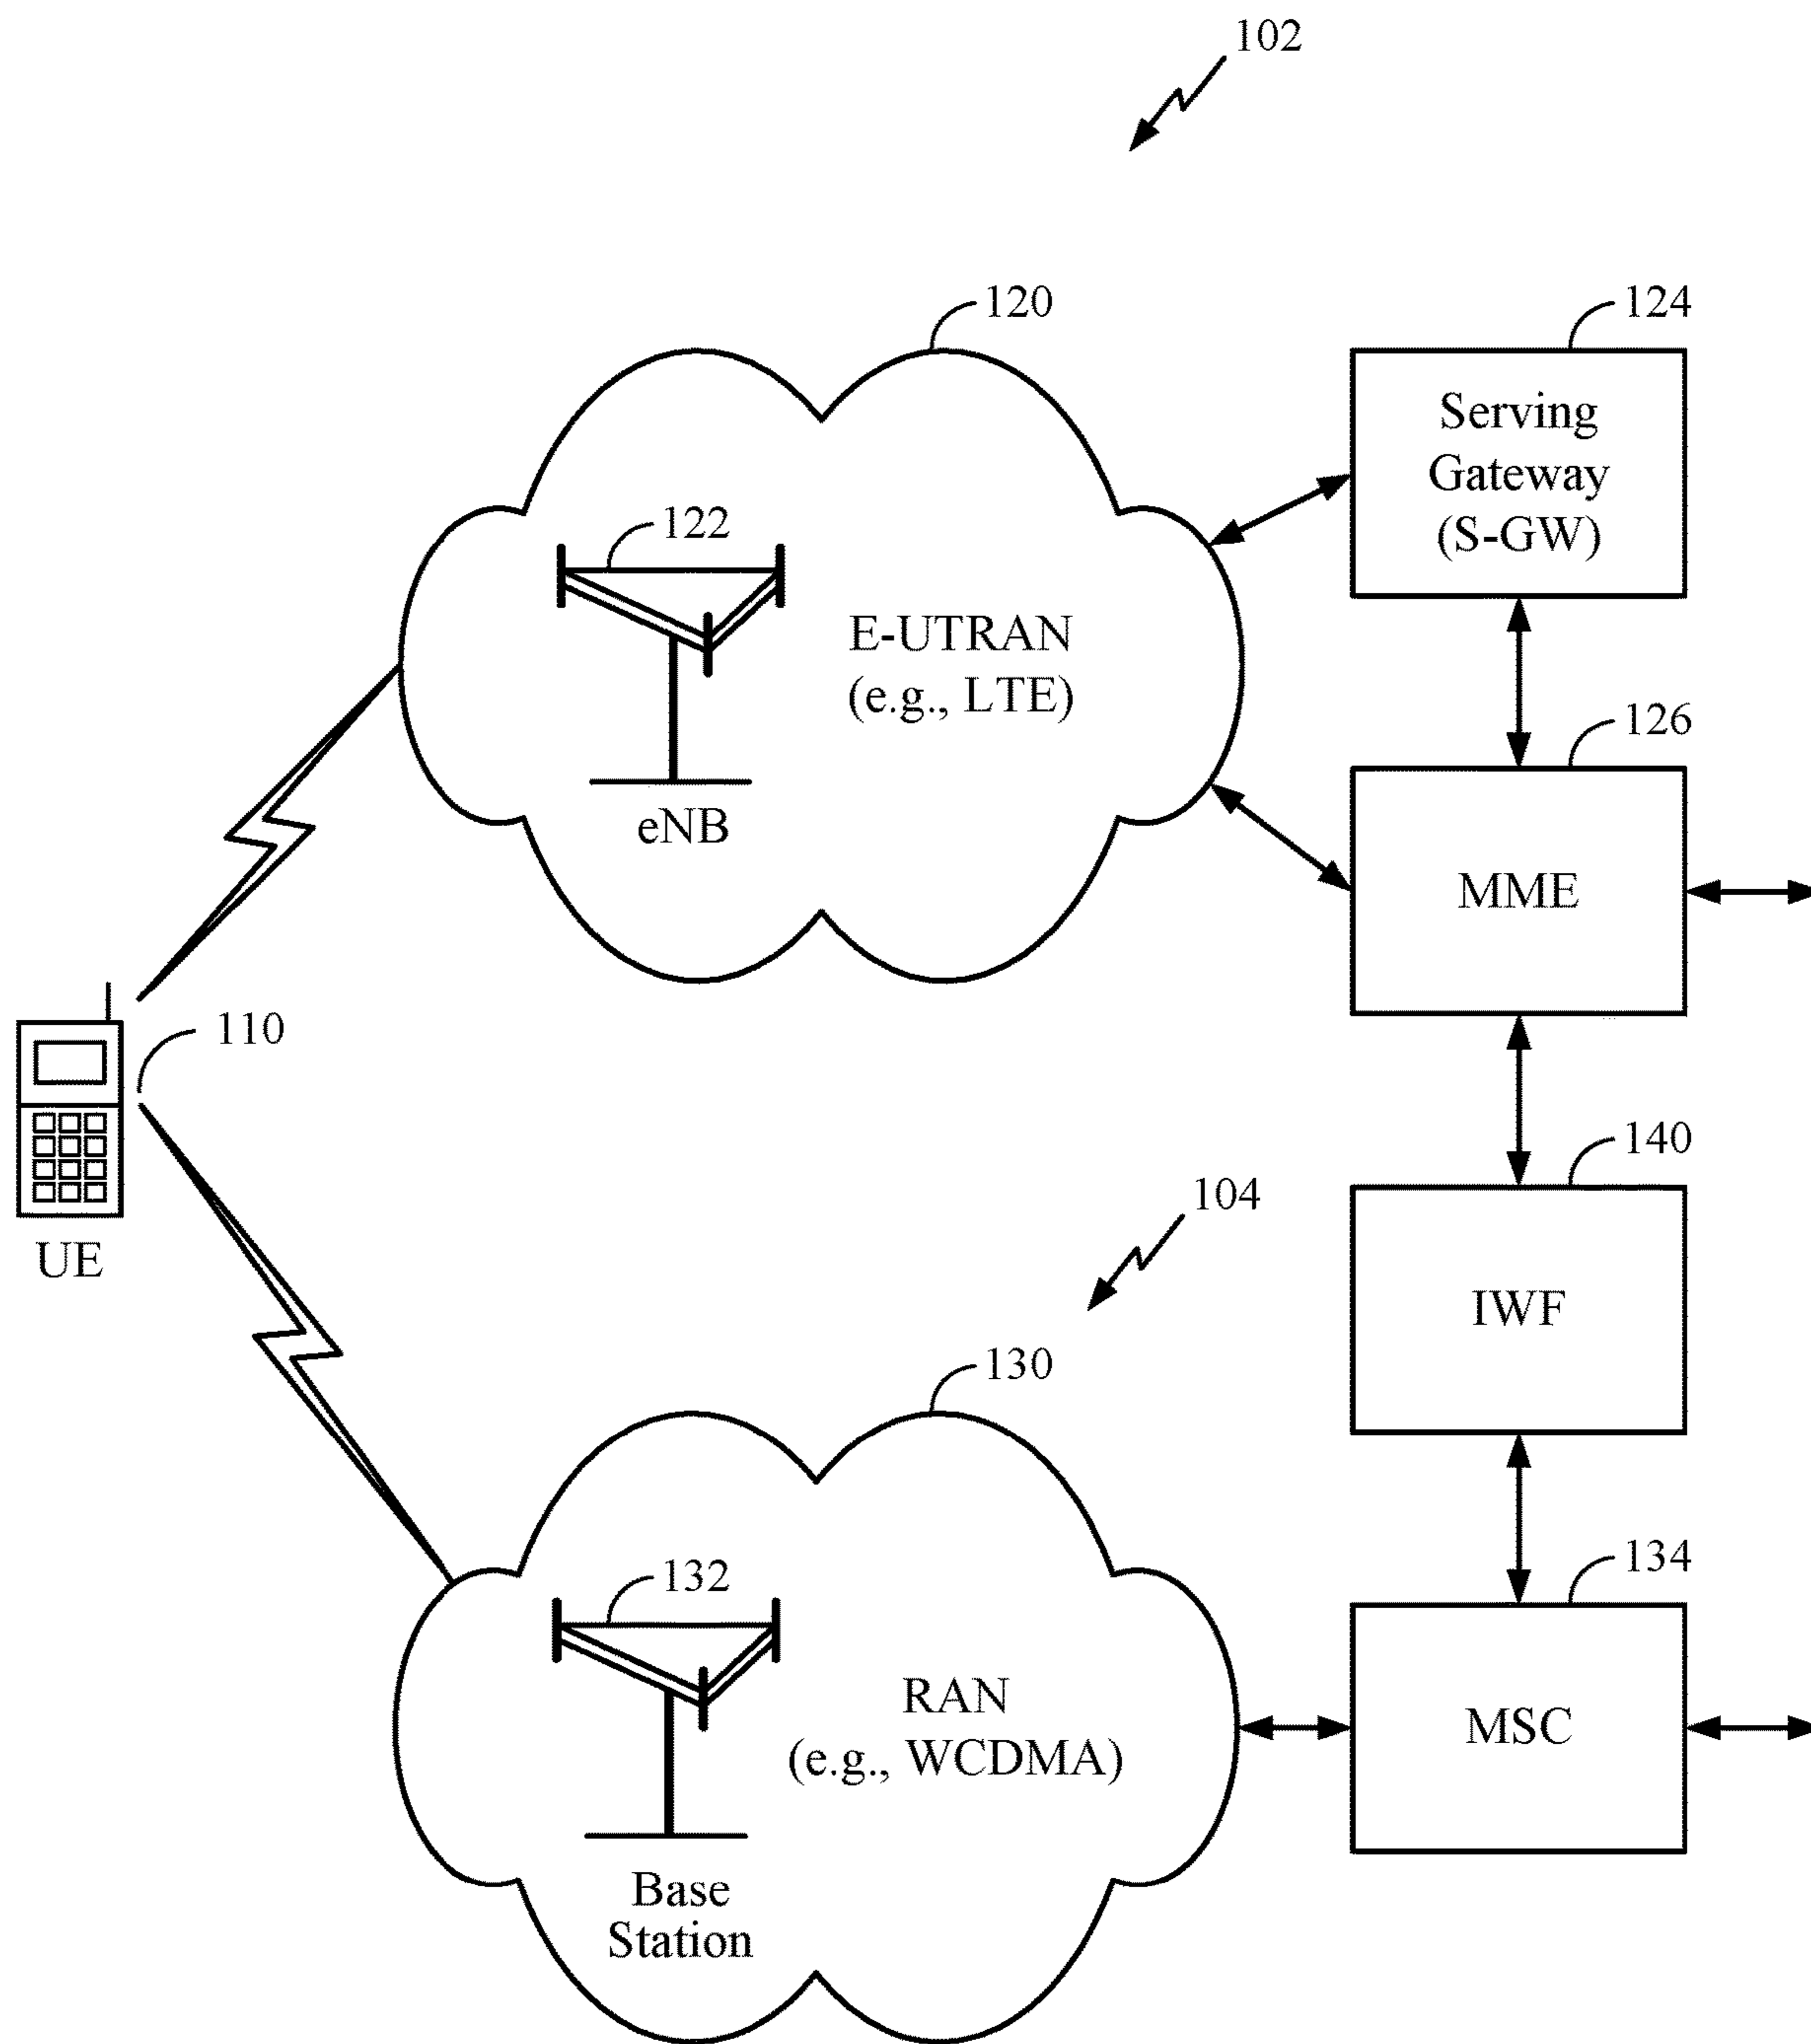 102
120
124
Serving
Gateway
(S-GW)
122
E-UTRAN
(e.g., LTE)
eNB
126
MME
110
UE
140
IWF
104
130
134
MSC
132
RAN
(e.g., WCDMA)
Base
Station